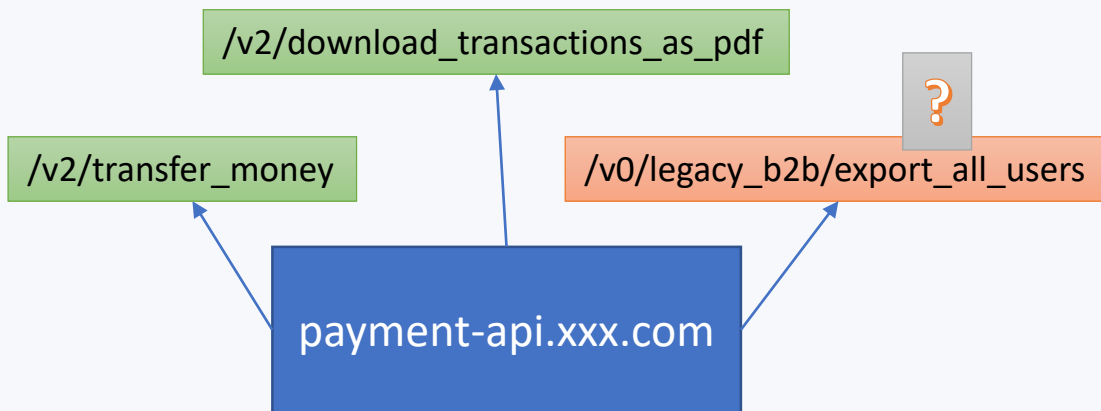 /v2/download_transactions_as_pdf
?
/v2/transfer_money
/v0/legacy_b2b/export_all_users
payment-api.xxx.com